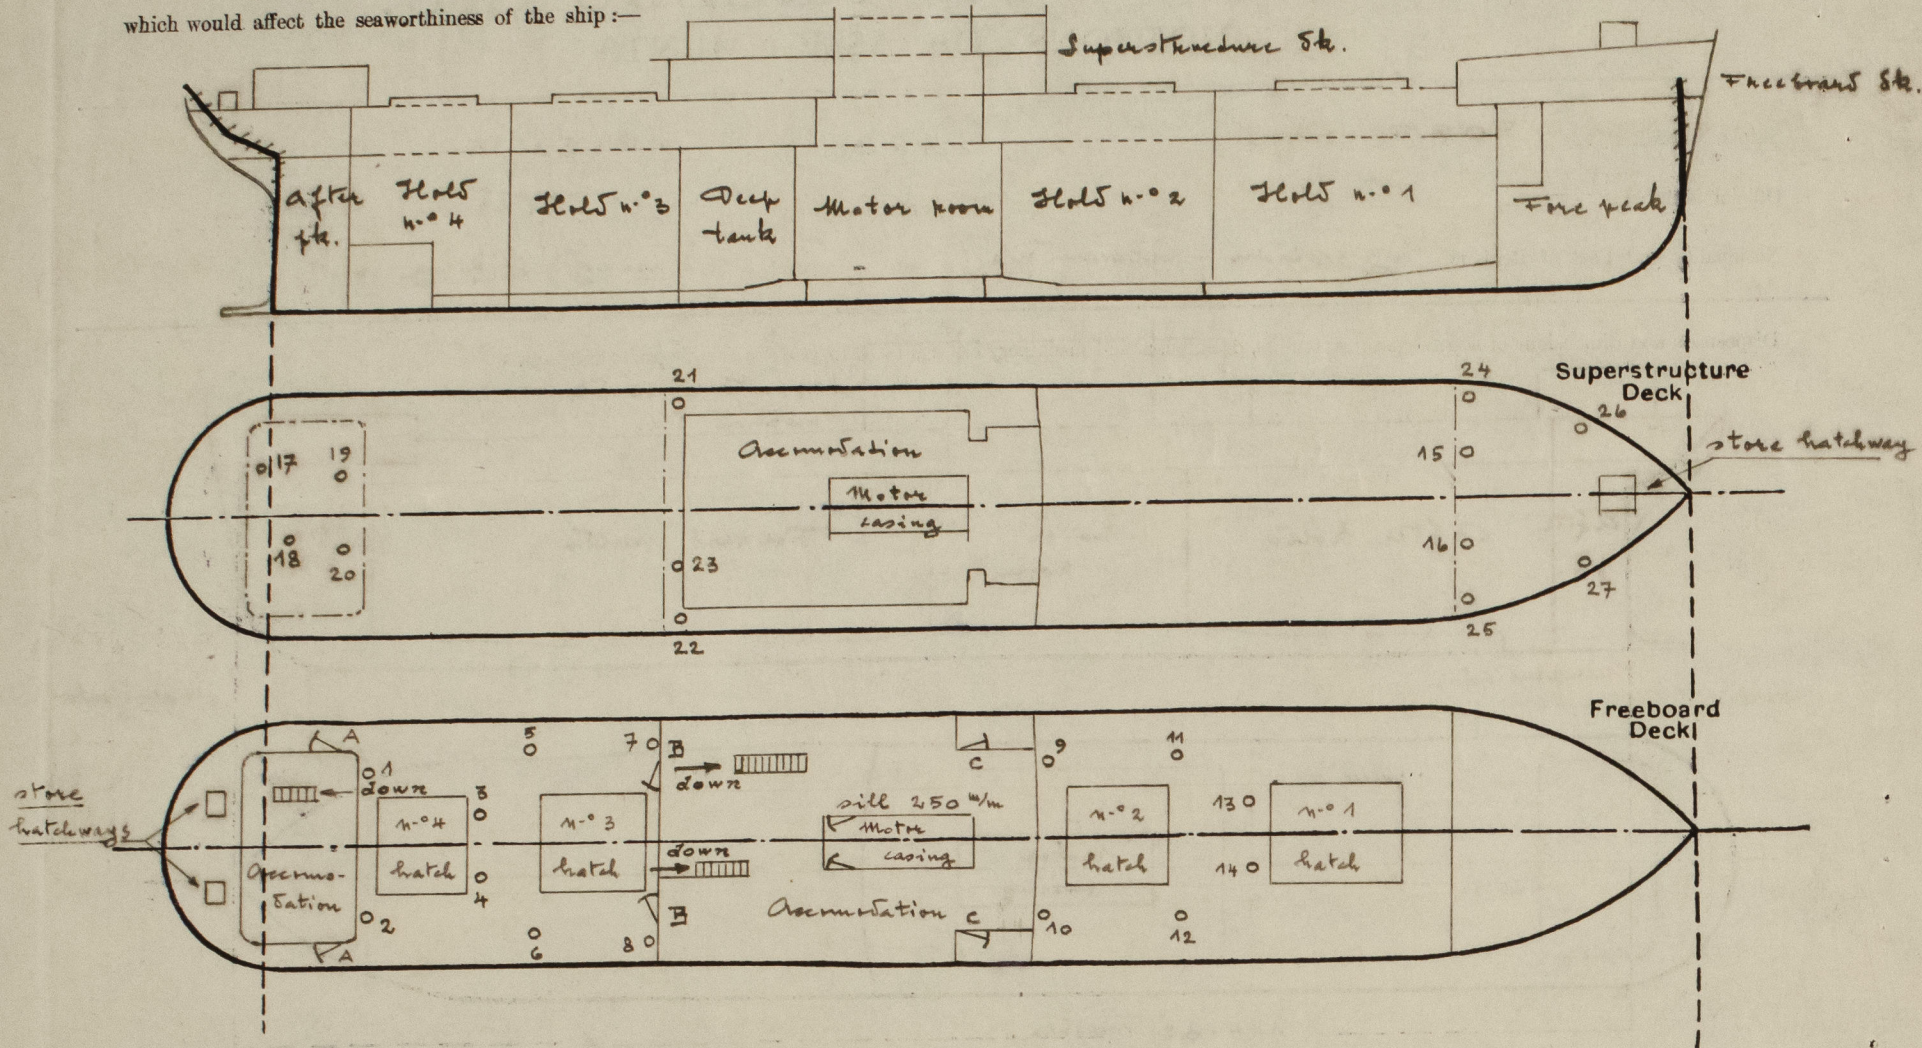 which would affect the seaworthiness of the ship :—
Superstructure dk.
Freeboard dk.
After
pk.
Hold
n-º 4
Hold n-º 3
Deep
tank
Motor room
Hold n-º 2
Hold n-º 1
Fore peak
21
24
Superstructure
Deck
26
store hatchway
17
19
Accmodation
Motor
casing
15
16
18
20
23
27
22
25
Freeboard
Deck
store
hatchways
A
1
down
3
5
7
B
down
C
9
11
n-º 4
hatch
n-º 3
hatch
sill 250 m/m
Motor
casing
n-º 2
hatch
13
n-º 1
hatch
down
14
Accmo-
dation
4
2
A
6
8
B
Accmodation
C
10
12